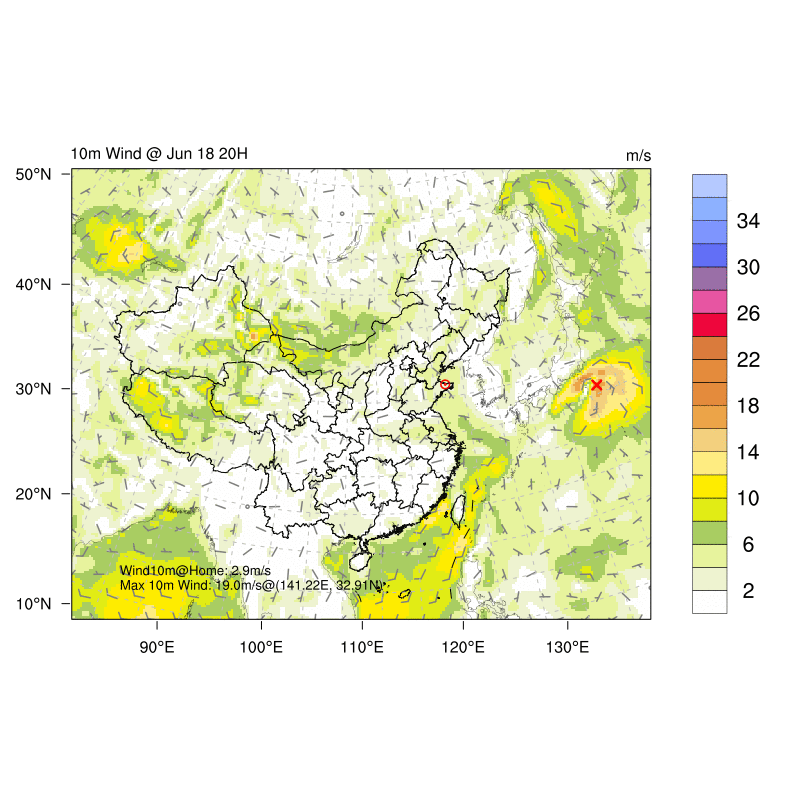 10m Wind @ Jun 18 20H
m/s
50°N
40°N
30°N
20°N
10°N
90°E
100°E
110°E
120°E
130°E
34
30
26
22
18
14
10
6
2
Wind10m@Home: 2.9m/s
Max 10m Wind: 19.0m/s@(141.22E, 32.91N)